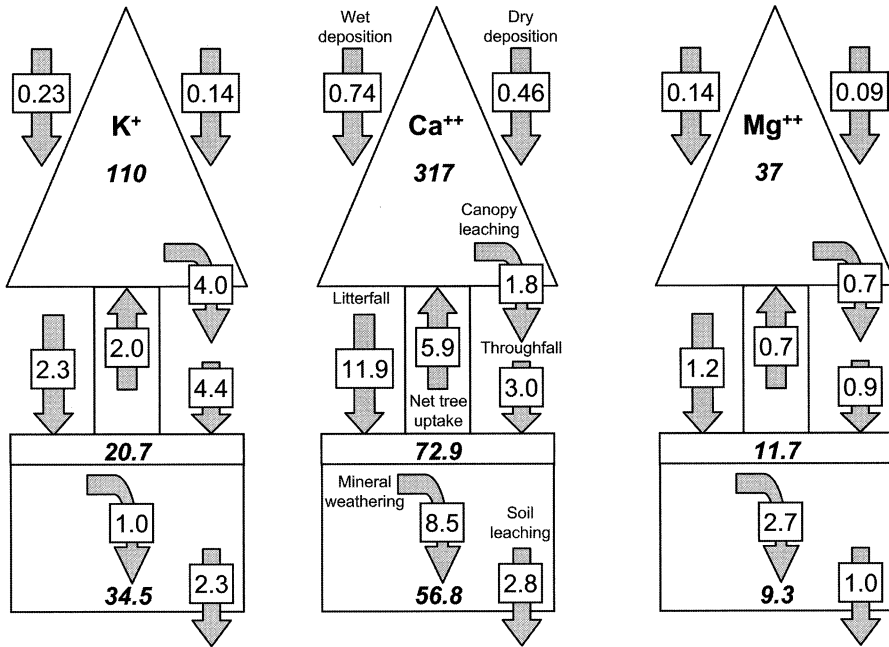 0.23
0.14
K+
110
4.0
2.3
2.0
4.4
20.7
1.0
2.3
34.5
Wet
deposition
Dry
deposition
0.74
0.46
Ca++
317
Canopy
leaching
1.8
Litterfall
11.9
5.9
Throughfall
3.0
Net tree
uptake
72.9
Mineral
weathering
8.5
Soil
leaching
2.8
56.8
0.14
0.09
Mg++
37
0.7
1.2
0.7
0.9
11.7
2.7
1.0
9.3